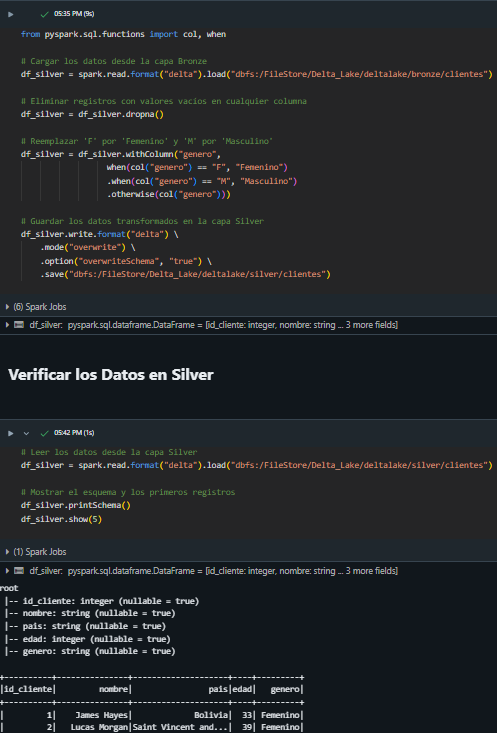 05:35 PM (9s)
from pyspark.sql.functions import col, when
# Cargar los datos desde la capa Bronze
df_silver = spark.read.format("delta").load("dbfs:/FileStore/Delta_Lake/deltalake/bronze/clientes")
# Eliminar registros con valores vacios en cualquier columna
df_silver = df_silver.dropna()
# Reemplazar 'F' por 'Femenino' y 'M' por 'Masculino'
df_silver = df_silver.withColumn("genero",
when(col("genero") == "F", "Femenino")
.when(col("genero") == "M", "Masculino")
.otherwise(col("genero")))
# Guardar los datos transformados en la capa Silver
df_silver.write.format("delta") \
.mode("overwrite") \
.option("overwriteSchema", "true") \
.save("dbfs:/FileStore/Delta_Lake/deltalake/silver/clientes")
(6) Spark Jobs
df_silver: pyspark.sql.dataframe.DataFrame = [id_cliente: integer, nombre: string ... 3 more fields]
Verificar los Datos en Silver
05:42 PM (1s)
# Leer los datos desde la capa Silver
df_silver = spark.read.format("delta").load("dbfs:/FileStore/Delta_Lake/deltalake/silver/clientes")
# Mostrar el esquema y los primeros registros
df_silver.printSchema()
df_silver.show(5)
(1) Spark Jobs
df_silver: pyspark.sql.dataframe.DataFrame = [id_cliente: integer, nombre: string ... 3 more fields]
root
|-- id_cliente: integer (nullable = true)
|-- nombre: string (nullable = true)
|-- pais: string (nullable = true)
|-- edad: integer (nullable = true)
|-- genero: string (nullable = true)
+----------+--------------+--------------------+----+--------+
|id_cliente|        nombre|                pais|edad|  genero|
+----------+--------------+--------------------+----+--------+
|         1|   James Hayes|             Bolivia|  33|Femenino|
|         2|  Lucas Morgan|Saint Vincent and...|  39|Femenino|